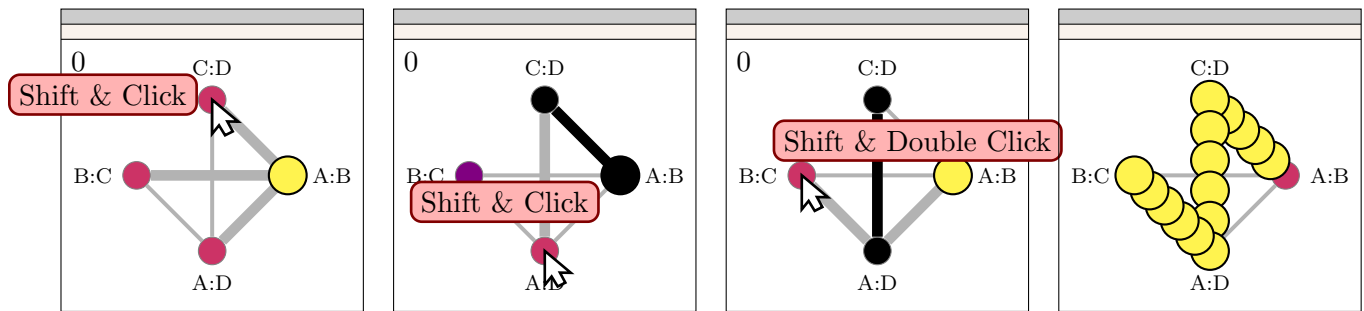 0
C:D
Shift & Click
B:C
A:B
A:D
0
C:D
B:C
A:B
Shift & Click
A:D
0
C:D
Shift & Double Click
B:C
A:B
A:D
C:D
B:C
A:B
A:D